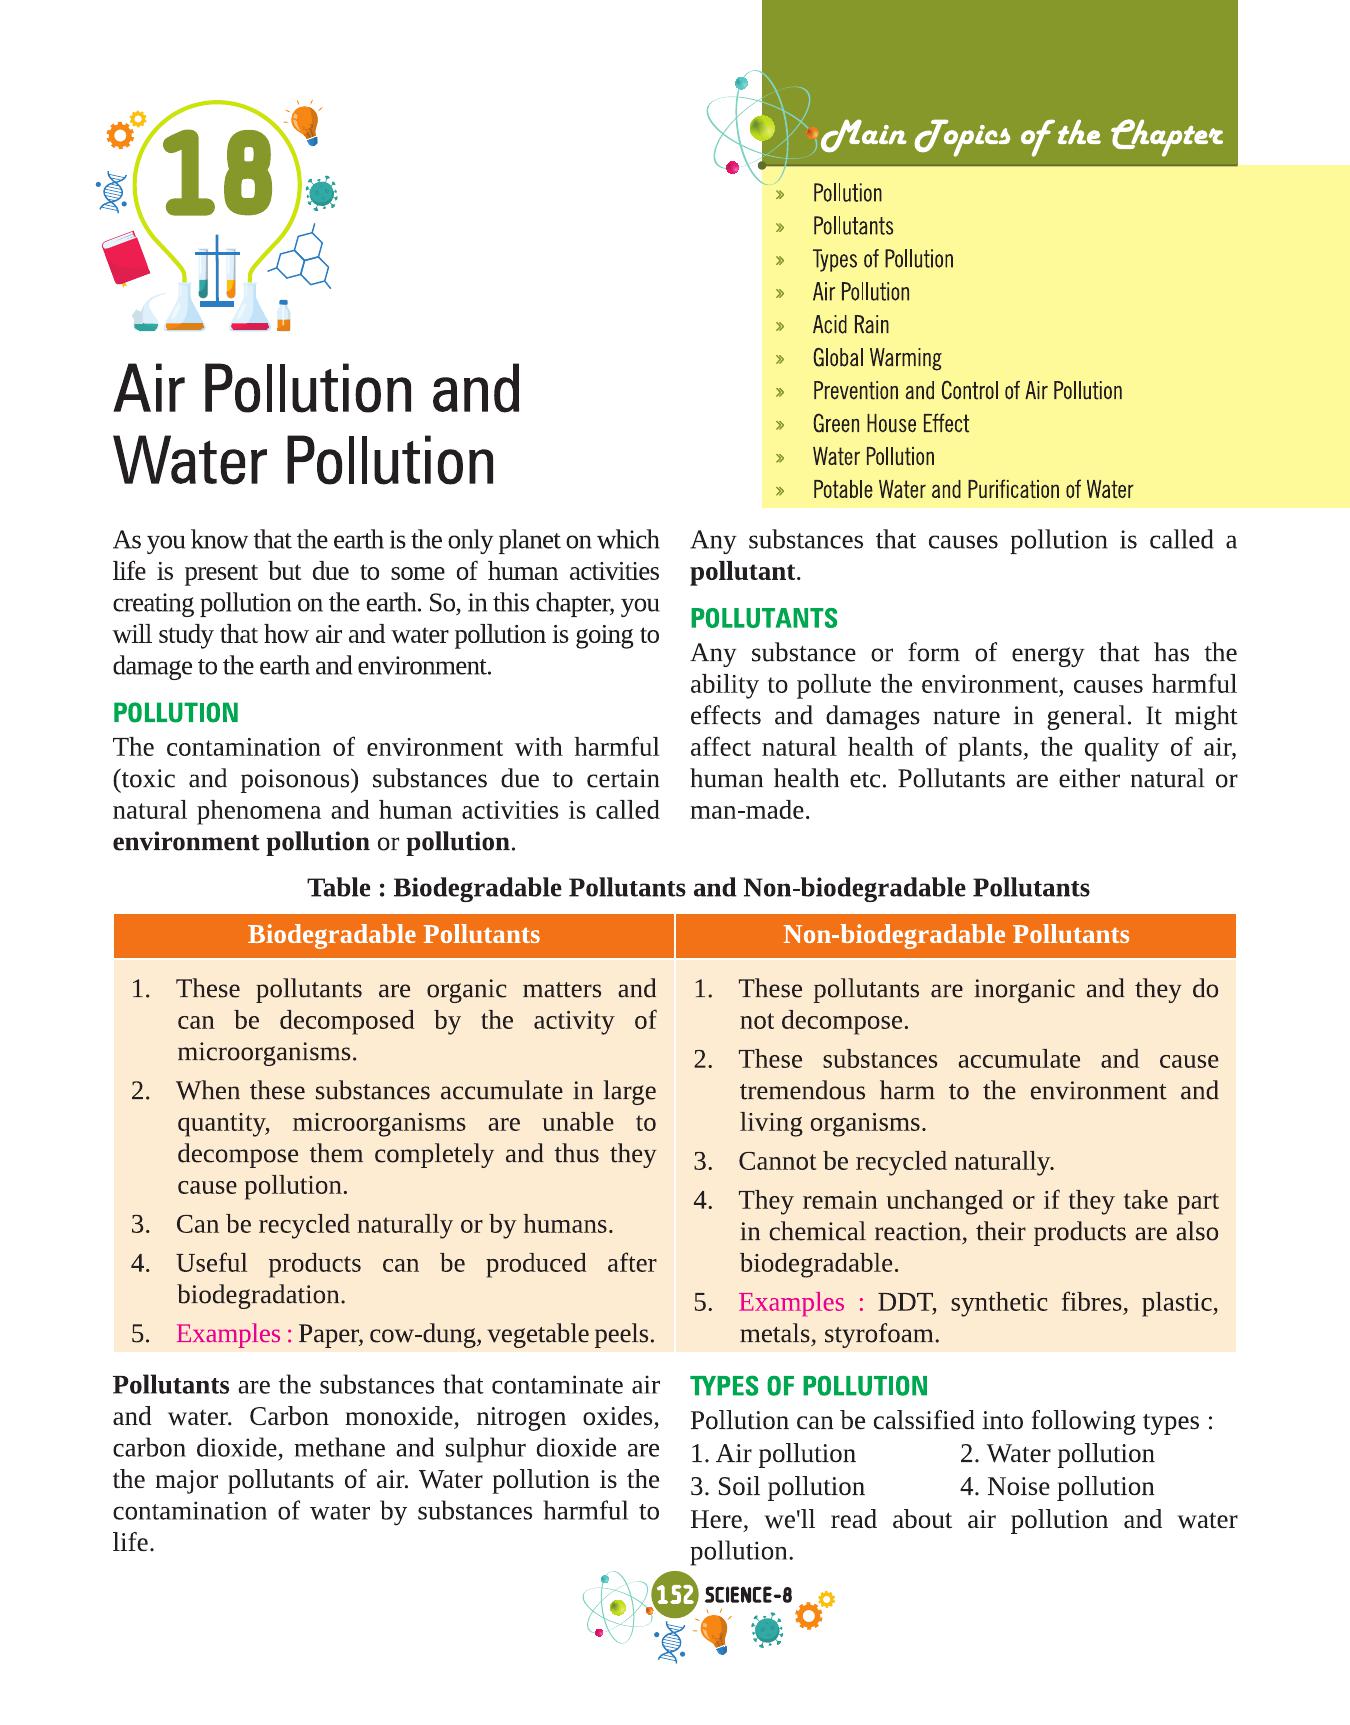 18
Main Topics of the Chapter
» Pollution
» Pollutants
» Types of Pollution
» Air Pollution
» Acid Rain
» Global Warming
» Prevention and Control of Air Pollution
» Green House Effect
» Water Pollution
» Potable Water and Purification of Water
Air Pollution and
Water Pollution
As you know that the earth is the only planet on which
life is present but due to some of human activities
creating pollution on the earth. So, in this chapter, you
will study that how air and water pollution is going to
damage to the earth and environment.
POLLUTION
The contamination of environment with harmful
(toxic and poisonous) substances due to certain
natural phenomena and human activities is called
environment pollution or pollution.
Any substances that causes pollution is called a
pollutant.
POLLUTANTS
Any substance or form of energy that has the
ability to pollute the environment, causes harmful
effects and damages nature in general. It might
affect natural health of plants, the quality of air,
human health etc. Pollutants are either natural or
man-made.
Table : Biodegradable Pollutants and Non-biodegradable Pollutants
Biodegradable Pollutants
1. These pollutants are organic matters and
can be decomposed by the activity of
microorganisms.
2. When these substances accumulate in large
quantity, microorganisms are unable to
decompose them completely and thus they
cause pollution.
3. Can be recycled naturally or by humans.
4. Useful products can be produced after
biodegradation.
5. Examples : Paper, cow-dung, vegetable peels.
Non-biodegradable Pollutants
1. These pollutants are inorganic and they do
not decompose.
2. These substances accumulate and cause
tremendous harm to the environment and
living organisms.
3. Cannot be recycled naturally.
4. They remain unchanged or if they take part
in chemical reaction, their products are also
biodegradable.
5. Examples : DDT, synthetic fibres, plastic,
metals, styrofoam.
Pollutants are the substances that contaminate air
and water. Carbon monoxide, nitrogen oxides,
carbon dioxide, methane and sulphur dioxide are
the major pollutants of air. Water pollution is the
contamination of water by substances harmful to
life.
TYPES OF POLLUTION
Pollution can be calssified into following types :
1. Air pollution 2. Water pollution
3. Soil pollution 4. Noise pollution
Here, we'll read about air pollution and water
pollution.
152 SCIENCE-8